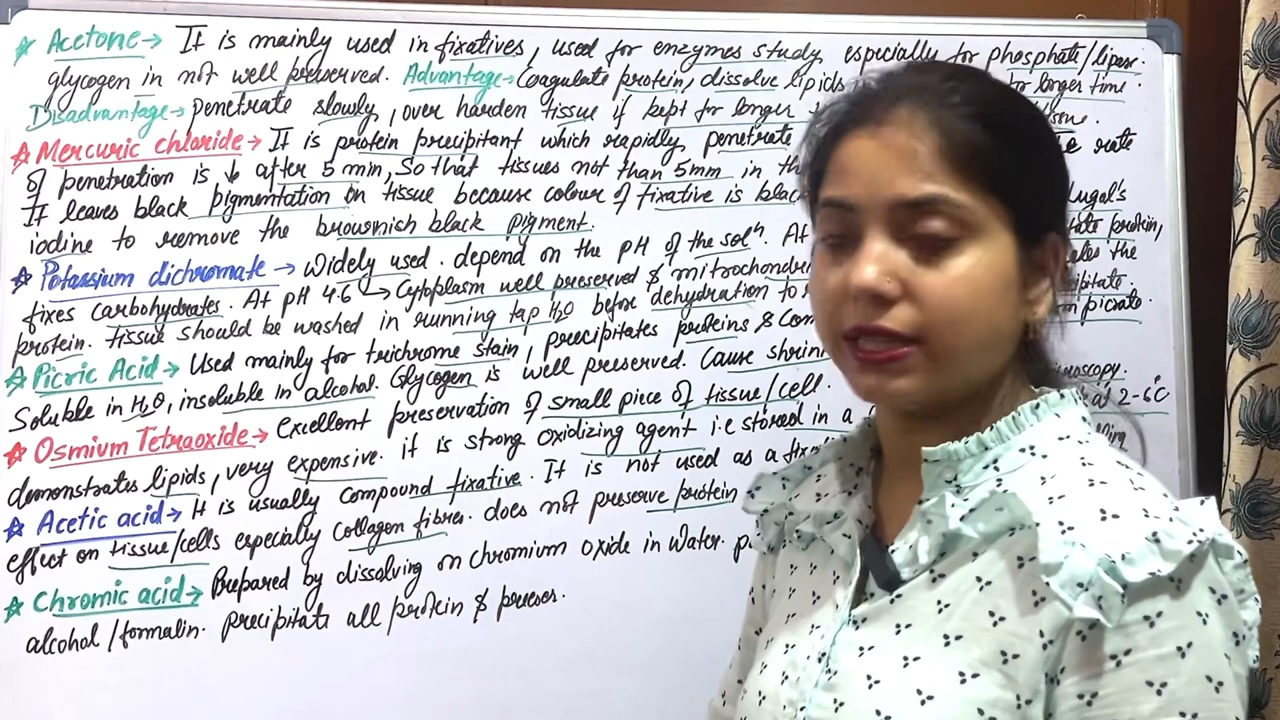 ☆ Acetone → It is mainly used in fixatives, used for enzymes study, especially for phosphate/lipase.
glycogen in not well preserved. Advantage → Coagulate protein, dissolve lipids for longer time.
Disadvantage → penetrate slowly, over harden tissue if kept for longer
☆ Mercuric chloride → It is protein precipitant which rapidly penetrate rate
of penetration is ↓ after 5 min, So that tissues not than 5mm in
It leaves black pigmentation on tissue because colour of fixative is black Lugal's
iodine to remove the brownish black pigment.
☆ Potassium dichromate → Widely used. depend on the pH of the solⁿ. At protein,
fixes carbohydrates. At pH 4.6 ↳ Cytoplasm well preserved & the
protein. tissue should be washed in running tap H₂O before dehydration to
☆ Picric Acid → Used mainly for trichrome stain, precipitates proteins & picrate.
Soluble in H₂O, insoluble in alcohol. Glycogen is well preserved. Cause
☆ Osmium Tetraoxide → excellent preservation of small piece of tissue/cell.
demonstrates lipids, very expensive. it is strong oxidizing agent i.e stored in a at 2-6°C
☆ Acetic acid → It is usually compound fixative. It is not used as a
effect on tissue/cells especially collagen fibres. does not preserve protein
☆ Chromic acid → Prepared by dissolving on chromium oxide in water.
alcohol/formalin. precipitate all protein & preser.